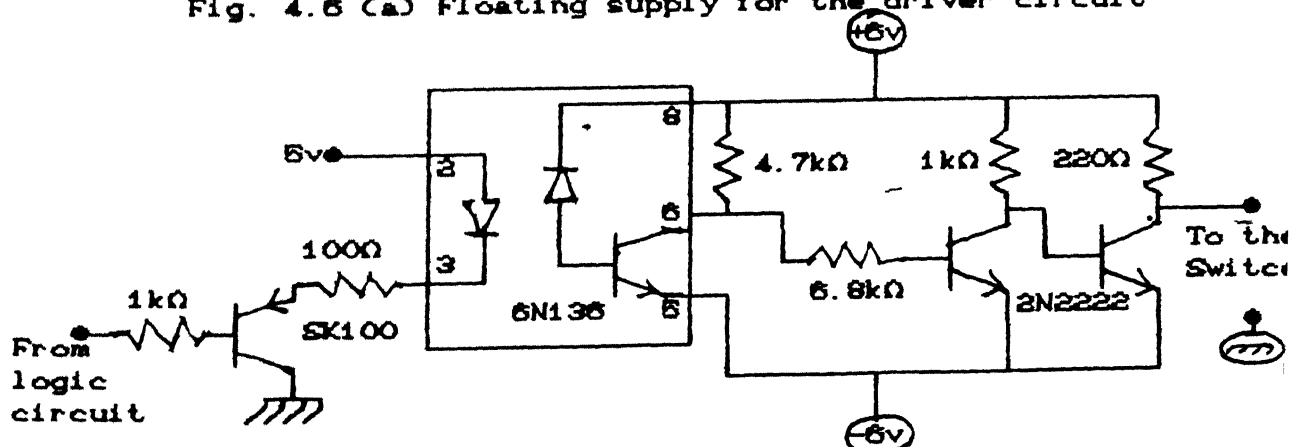 Fig. 4.6 (a) Floating supply for the driver circuit
+6v
8
5v
2
4.7kΩ
1kΩ
220Ω
6
100Ω
3
To the
1kΩ
6.8kΩ
SK100
6N136
5
2N2222
From
logic
circuit
-6v